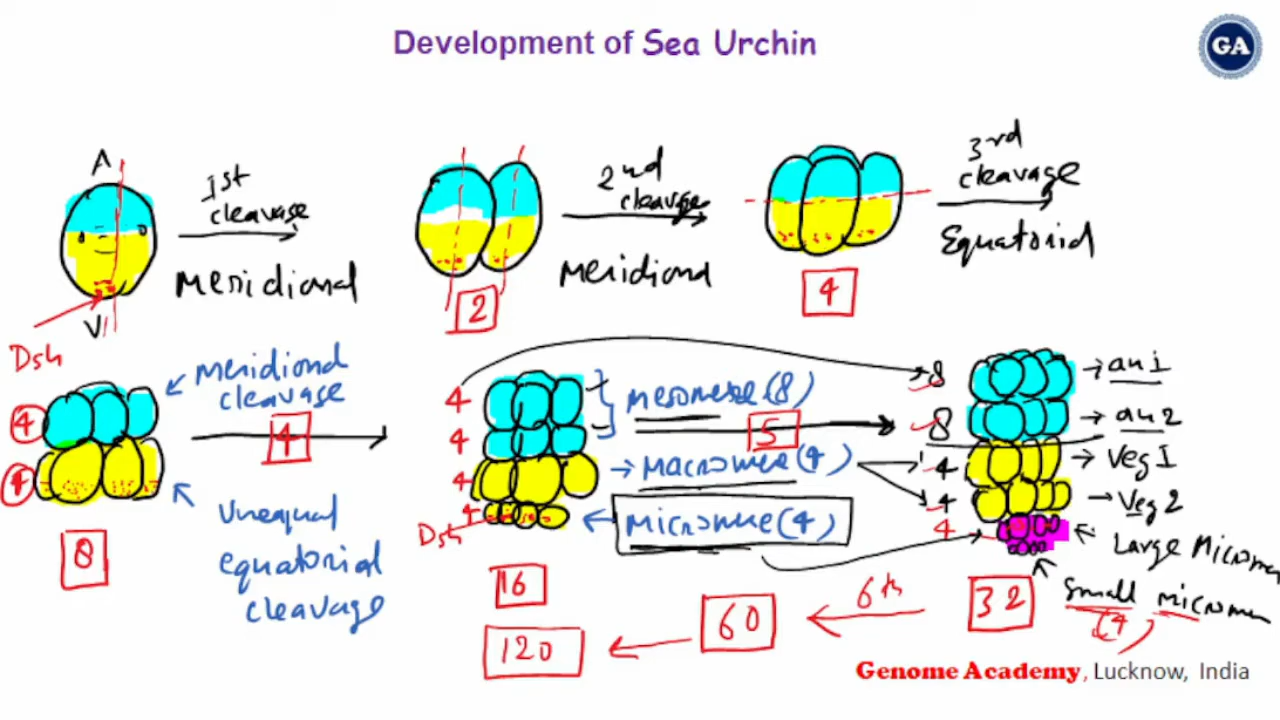 Development of Sea Urchin
GA
A
1st
cleavage
Meridional
V
Dsh
2nd
cleavage
Meridional
2
4
3rd
cleavage
Equatorial
4
4
8
Meridional
cleavage
4
Unequal
equatorial
cleavage
4
4
4
4
Dsh
16
mesomere (8)
5
macromere (4)
micromere (4)
8
8
4
4
4
an 1
an 2
Veg 1
Veg 2
Large
small
(4)
32
6th
60
120
Genome Academy, Lucknow, India